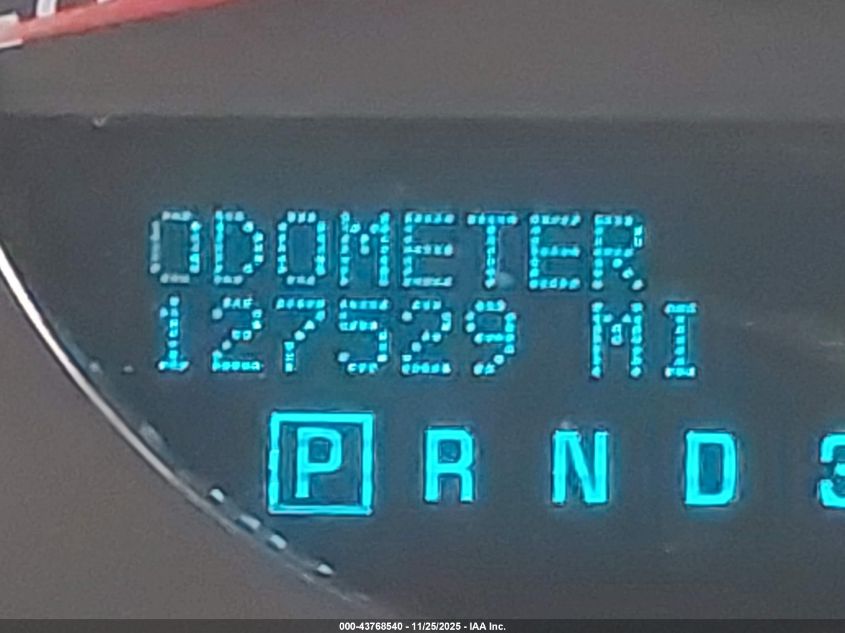 ODOMETER
127529 MI
P R N D 3
000-43768540 - 11/25/2025 - IAA Inc.